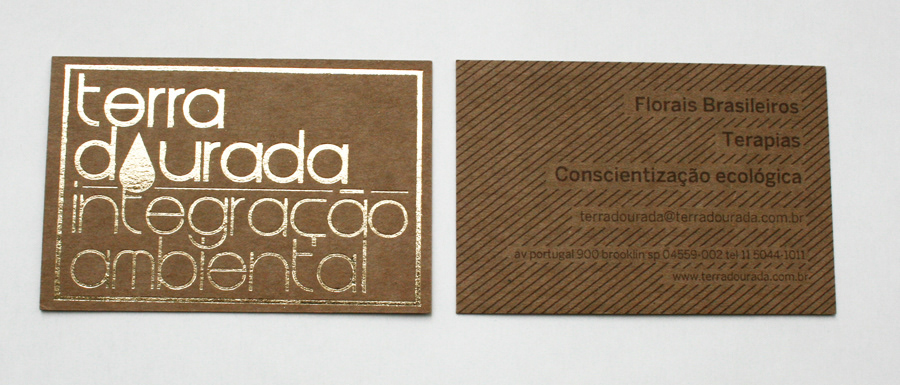 terra
dourada
integração
ambiental
Florais Brasileiros
Terapias
Conscientização ecológica
terradourada@terradourada.com.br
av portugal 900 brooklin sp 04559-002 tel 11 5044-1011
www.terradourada.com.br